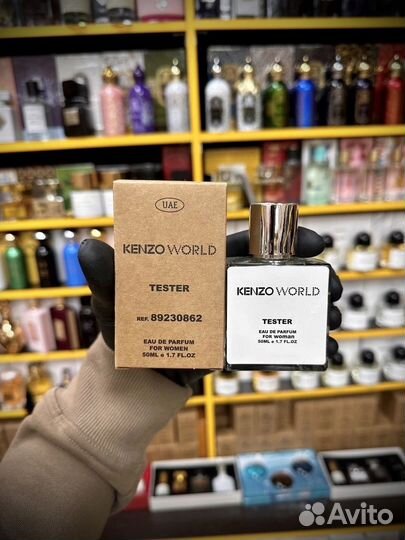 UAE
KENZO WORLD
TESTER
REF. 89230862
EAU DE PARFUM
FOR WOMEN
50ML e 1.7 FL.OZ
KENZO WORLD
TESTER
EAU DE PARFUM
FOR woman
50ML e 1.7 FL.OZ
Avito